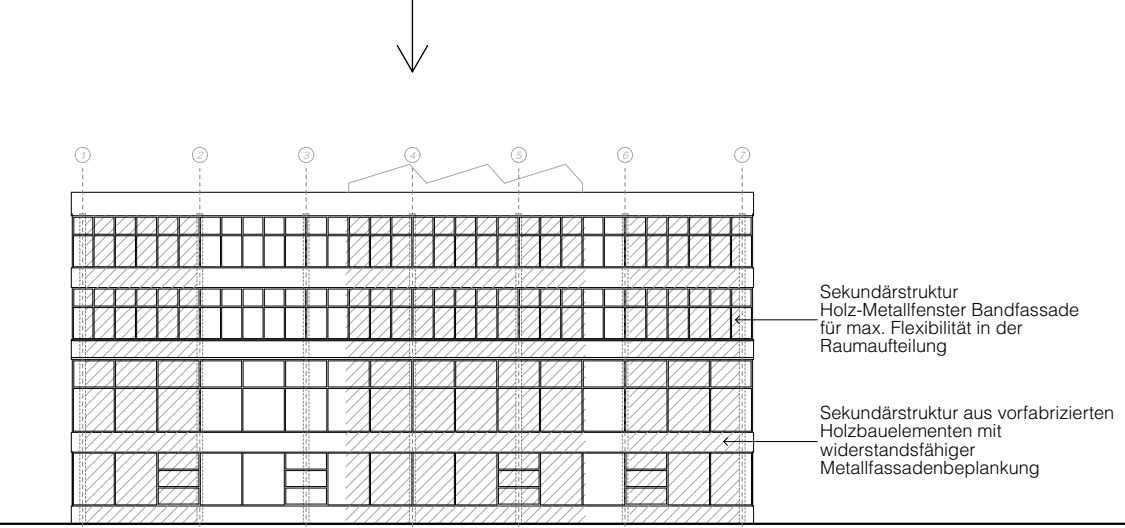 1 2 3 4 5 6 7
Sekundärstruktur
Holz-Metallfenster Bandfassade
für max. Flexibilität in der
Raumaufteilung
Sekundärstruktur aus vorfabrizierten
Holzbauelementen mit
widerstandsfähiger
Metallfassadenbeplankung